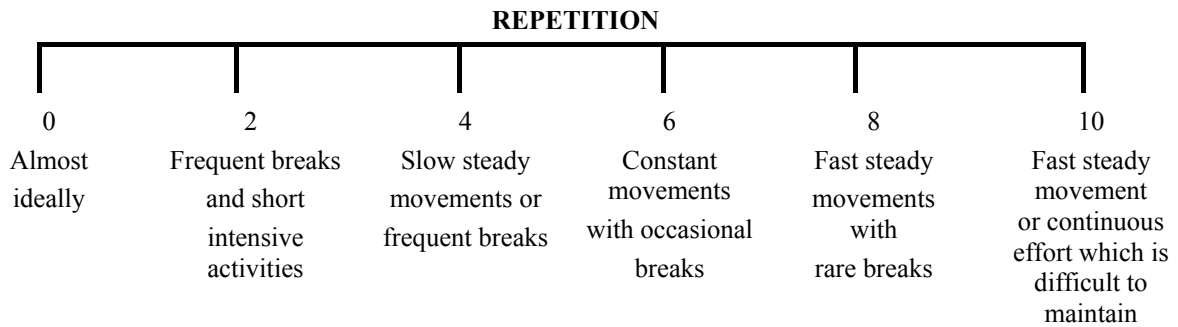 REPETITION
0
Almost
ideally
2
Frequent breaks
and short
intensive
activities
4
Slow steady
movements or
frequent breaks
6
Constant
movements
with occasional
breaks
8
Fast steady
movements
with
rare breaks
10
Fast steady
movement
or continuous
effort which is
difficult to
maintain